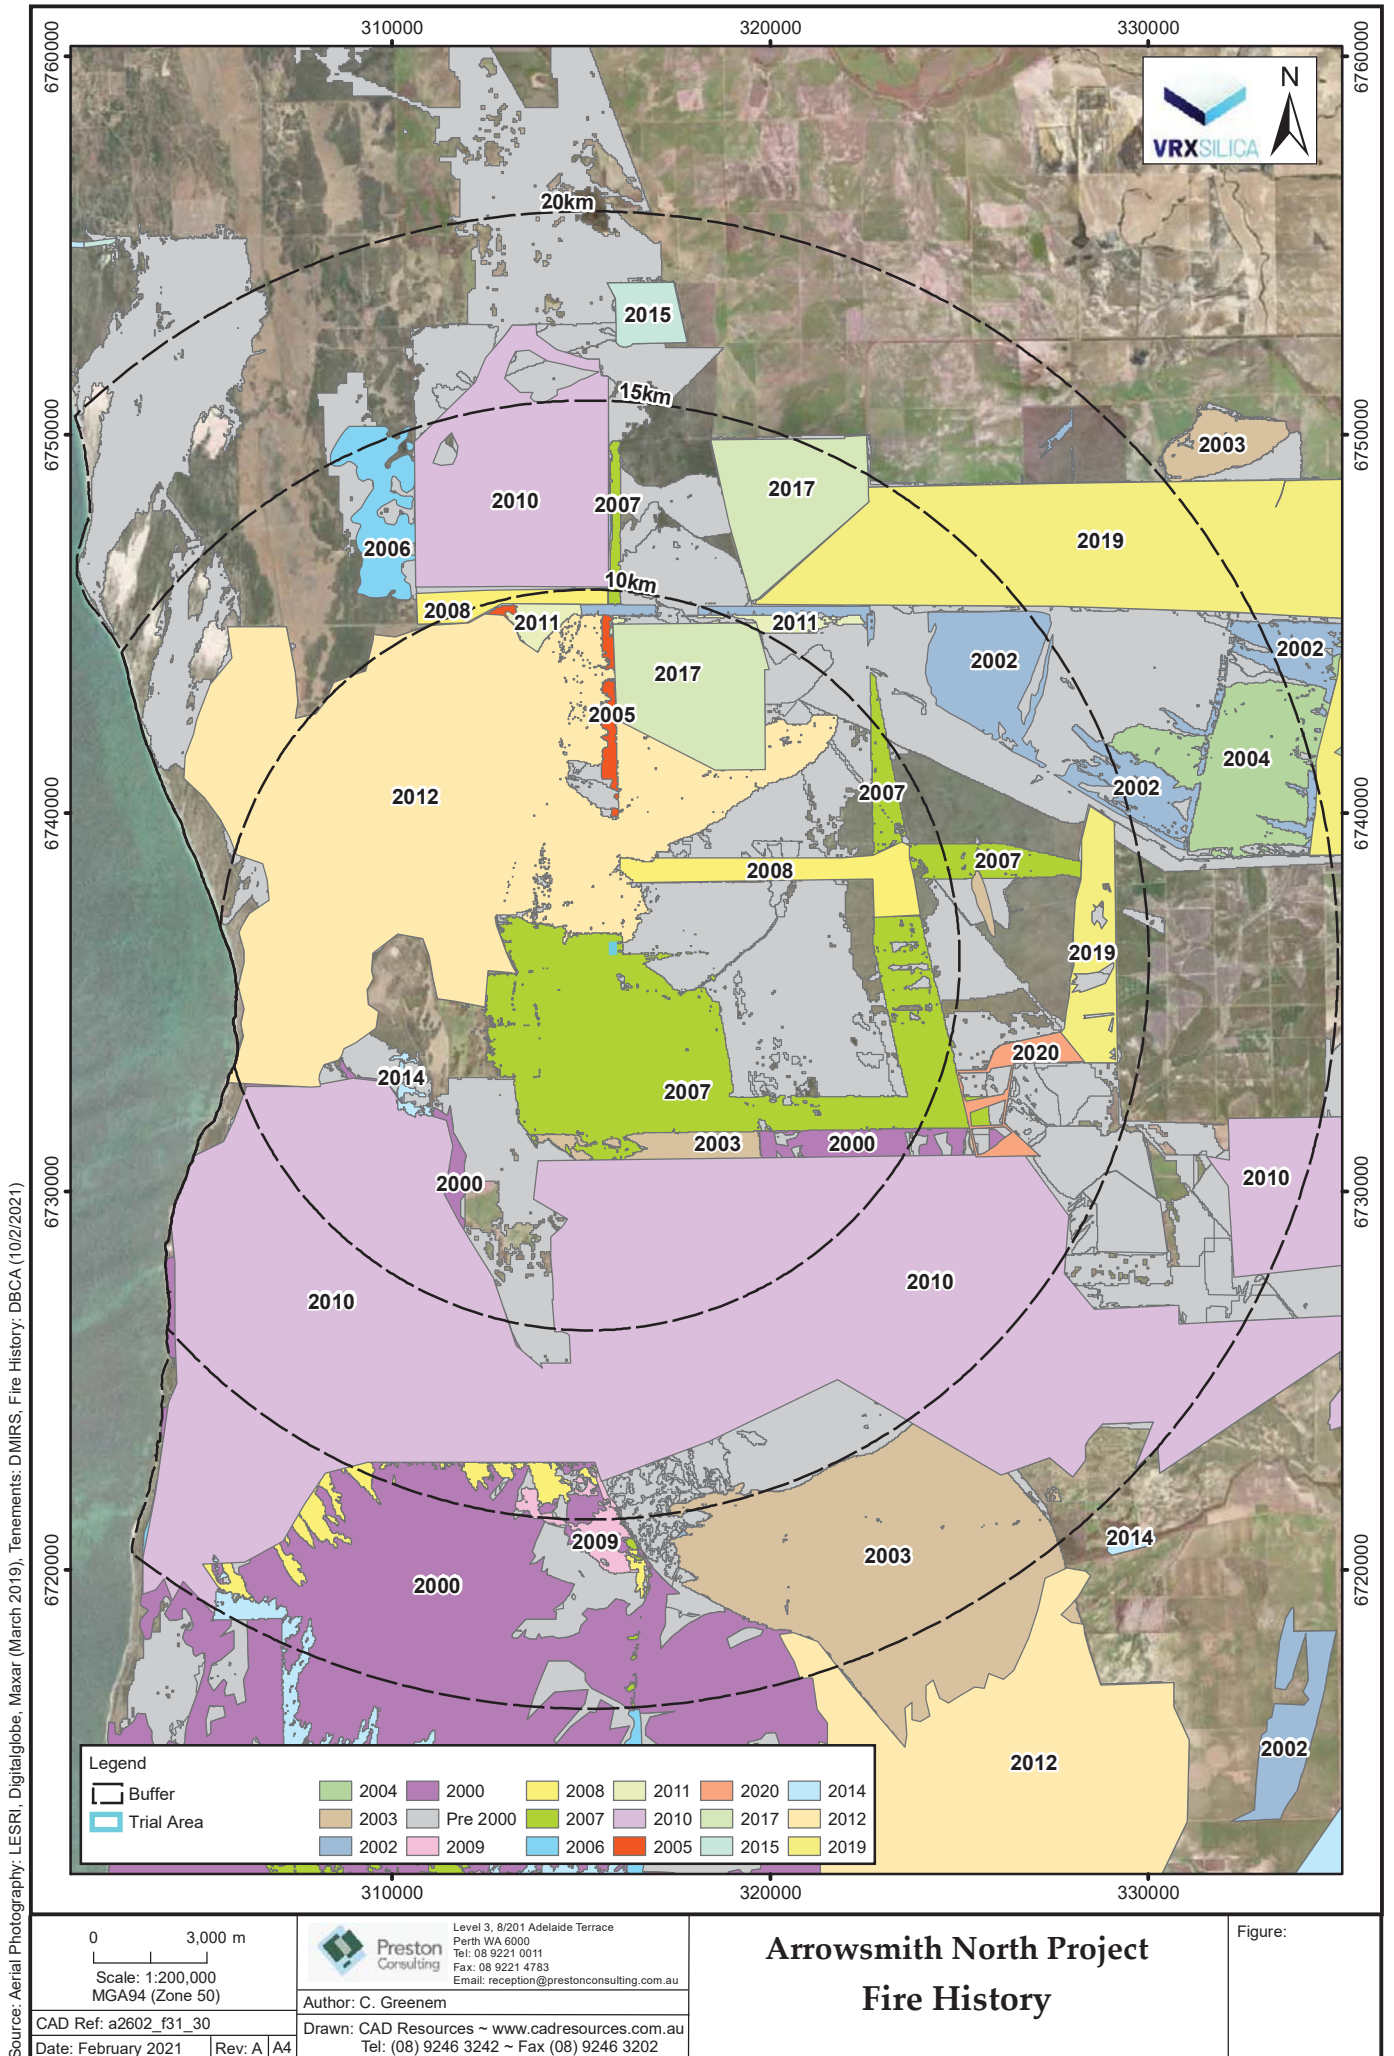 310000
320000
330000
6760000
6760000
N
VRXSILICA
20km
2015
15km
6750000
6750000
2003
2010
2007
2017
2019
2006
10km
2008
2011
2011
2002
2002
2017
2005
2004
2012
2007
2002
6740000
6740000
2008
2007
2019
2020
2014
2007
2003
2000
2000
2010
6730000
6730000
2010
2010
2009
2014
2003
2000
6720000
6720000
2002
2012
Legend
Buffer
Trial Area
2004
2000
2008
2011
2020
2014
2003
Pre 2000
2007
2010
2017
2012
2002
2009
2006
2005
2015
2019
310000
320000
330000
Source: Aerial Photography: LESRI, Digitalglobe, Maxar (March 2019), Tenements: DMIRS, Fire History: DBCA (10/2/2021)
0 3,000 m
Scale: 1:200,000
MGA94 (Zone 50)
CAD Ref: a2602_f31_30
Date: February 2021
Rev: A
A4
Preston
Consulting
Level 3, 8/201 Adelaide Terrace
Perth WA 6000
Tel: 08 9221 0011
Fax: 08 9221 4783
Email: reception@prestonconsulting.com.au
Author: C. Greenem
Drawn: CAD Resources ~ www.cadresources.com.au
Tel: (08) 9246 3242 ~ Fax (08) 9246 3202
Arrowsmith North Project
Fire History
Figure: